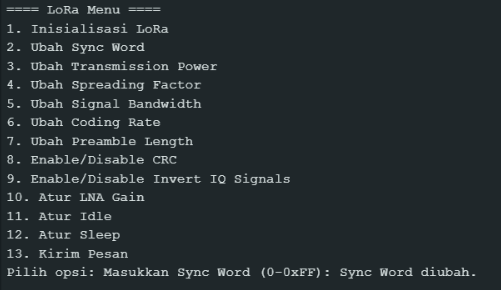 ==== LoRa Menu ====
1. Inisialisasi LoRa
2. Ubah Sync Word
3. Ubah Transmission Power
4. Ubah Spreading Factor
5. Ubah Signal Bandwidth
6. Ubah Coding Rate
7. Ubah Preamble Length
8. Enable/Disable CRC
9. Enable/Disable Invert IQ Signals
10. Atur LNA Gain
11. Atur Idle
12. Atur Sleep
13. Kirim Pesan
Pilih opsi: Masukkan Sync Word (0-0xFF): Sync Word diubah.